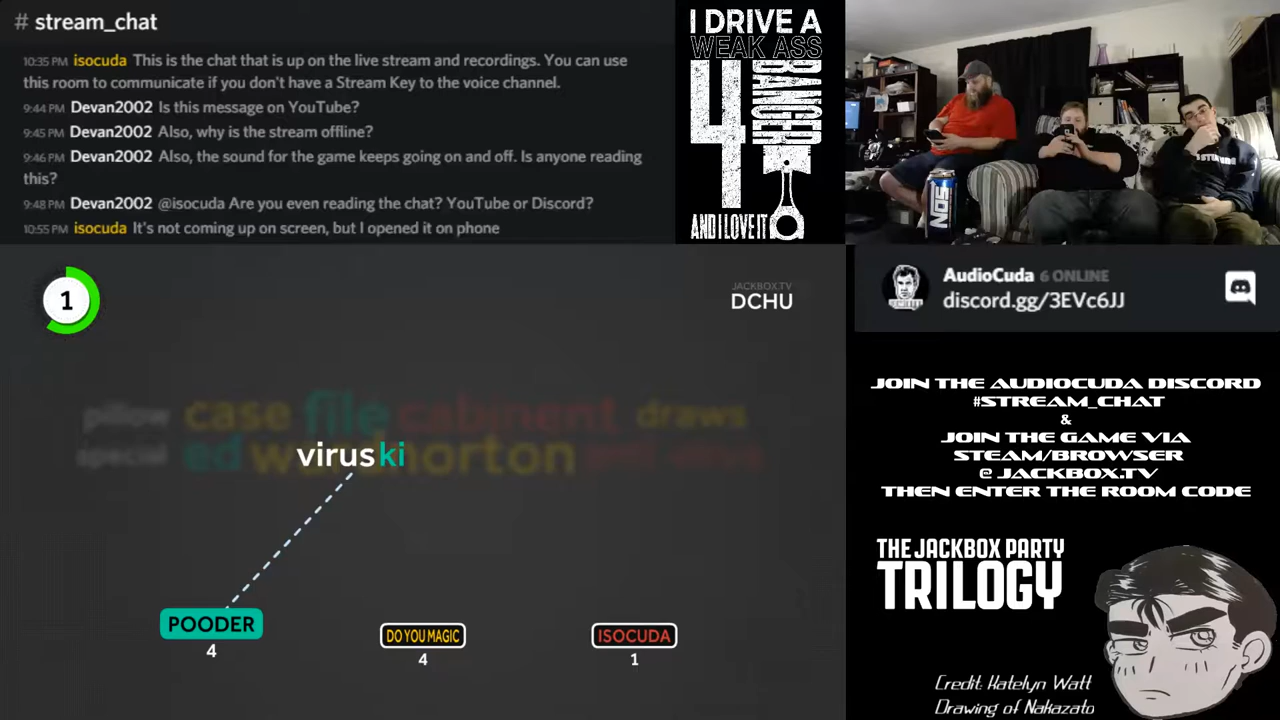 # stream_chat
10:35 PM isocuda This is the chat that is up on the live stream and recordings. You can use
this room to communicate if you don't have a Stream Key to the voice channel.
9:44 PM Devan2002 Is this message on YouTube?
9:45 PM Devan2002 Also, why is the stream offline?
9:46 PM Devan2002 Also, the sound for the game keeps going on and off. Is anyone reading
this?
9:48 PM Devan2002 @isocuda Are you even reading the chat? YouTube or Discord?
10:55 PM isocuda It's not coming up on screen, but I opened it on phone
I DRIVE A
WEAK ASS
4
BANGER
AND I LOVE IT
NOS
AudioCuda 6 ONLINE
discord.gg/3EVc6JJ
1
JACKBOX.TV
DCHU
pillow case file cabinent draws
special ed wood norton anti virus
viruski
POODER
4
DO YOU MAGIC
4
ISOCUDA
1
JOIN THE AUDIOCUDA DISCORD
#STREAM_CHAT
&
JOIN THE GAME VIA
STEAM/BROWSER
@ JACKBOX.TV
THEN ENTER THE ROOM CODE
THE JACKBOX PARTY
TRILOGY
Credit: Katelyn Watt
Drawing of Nakazato